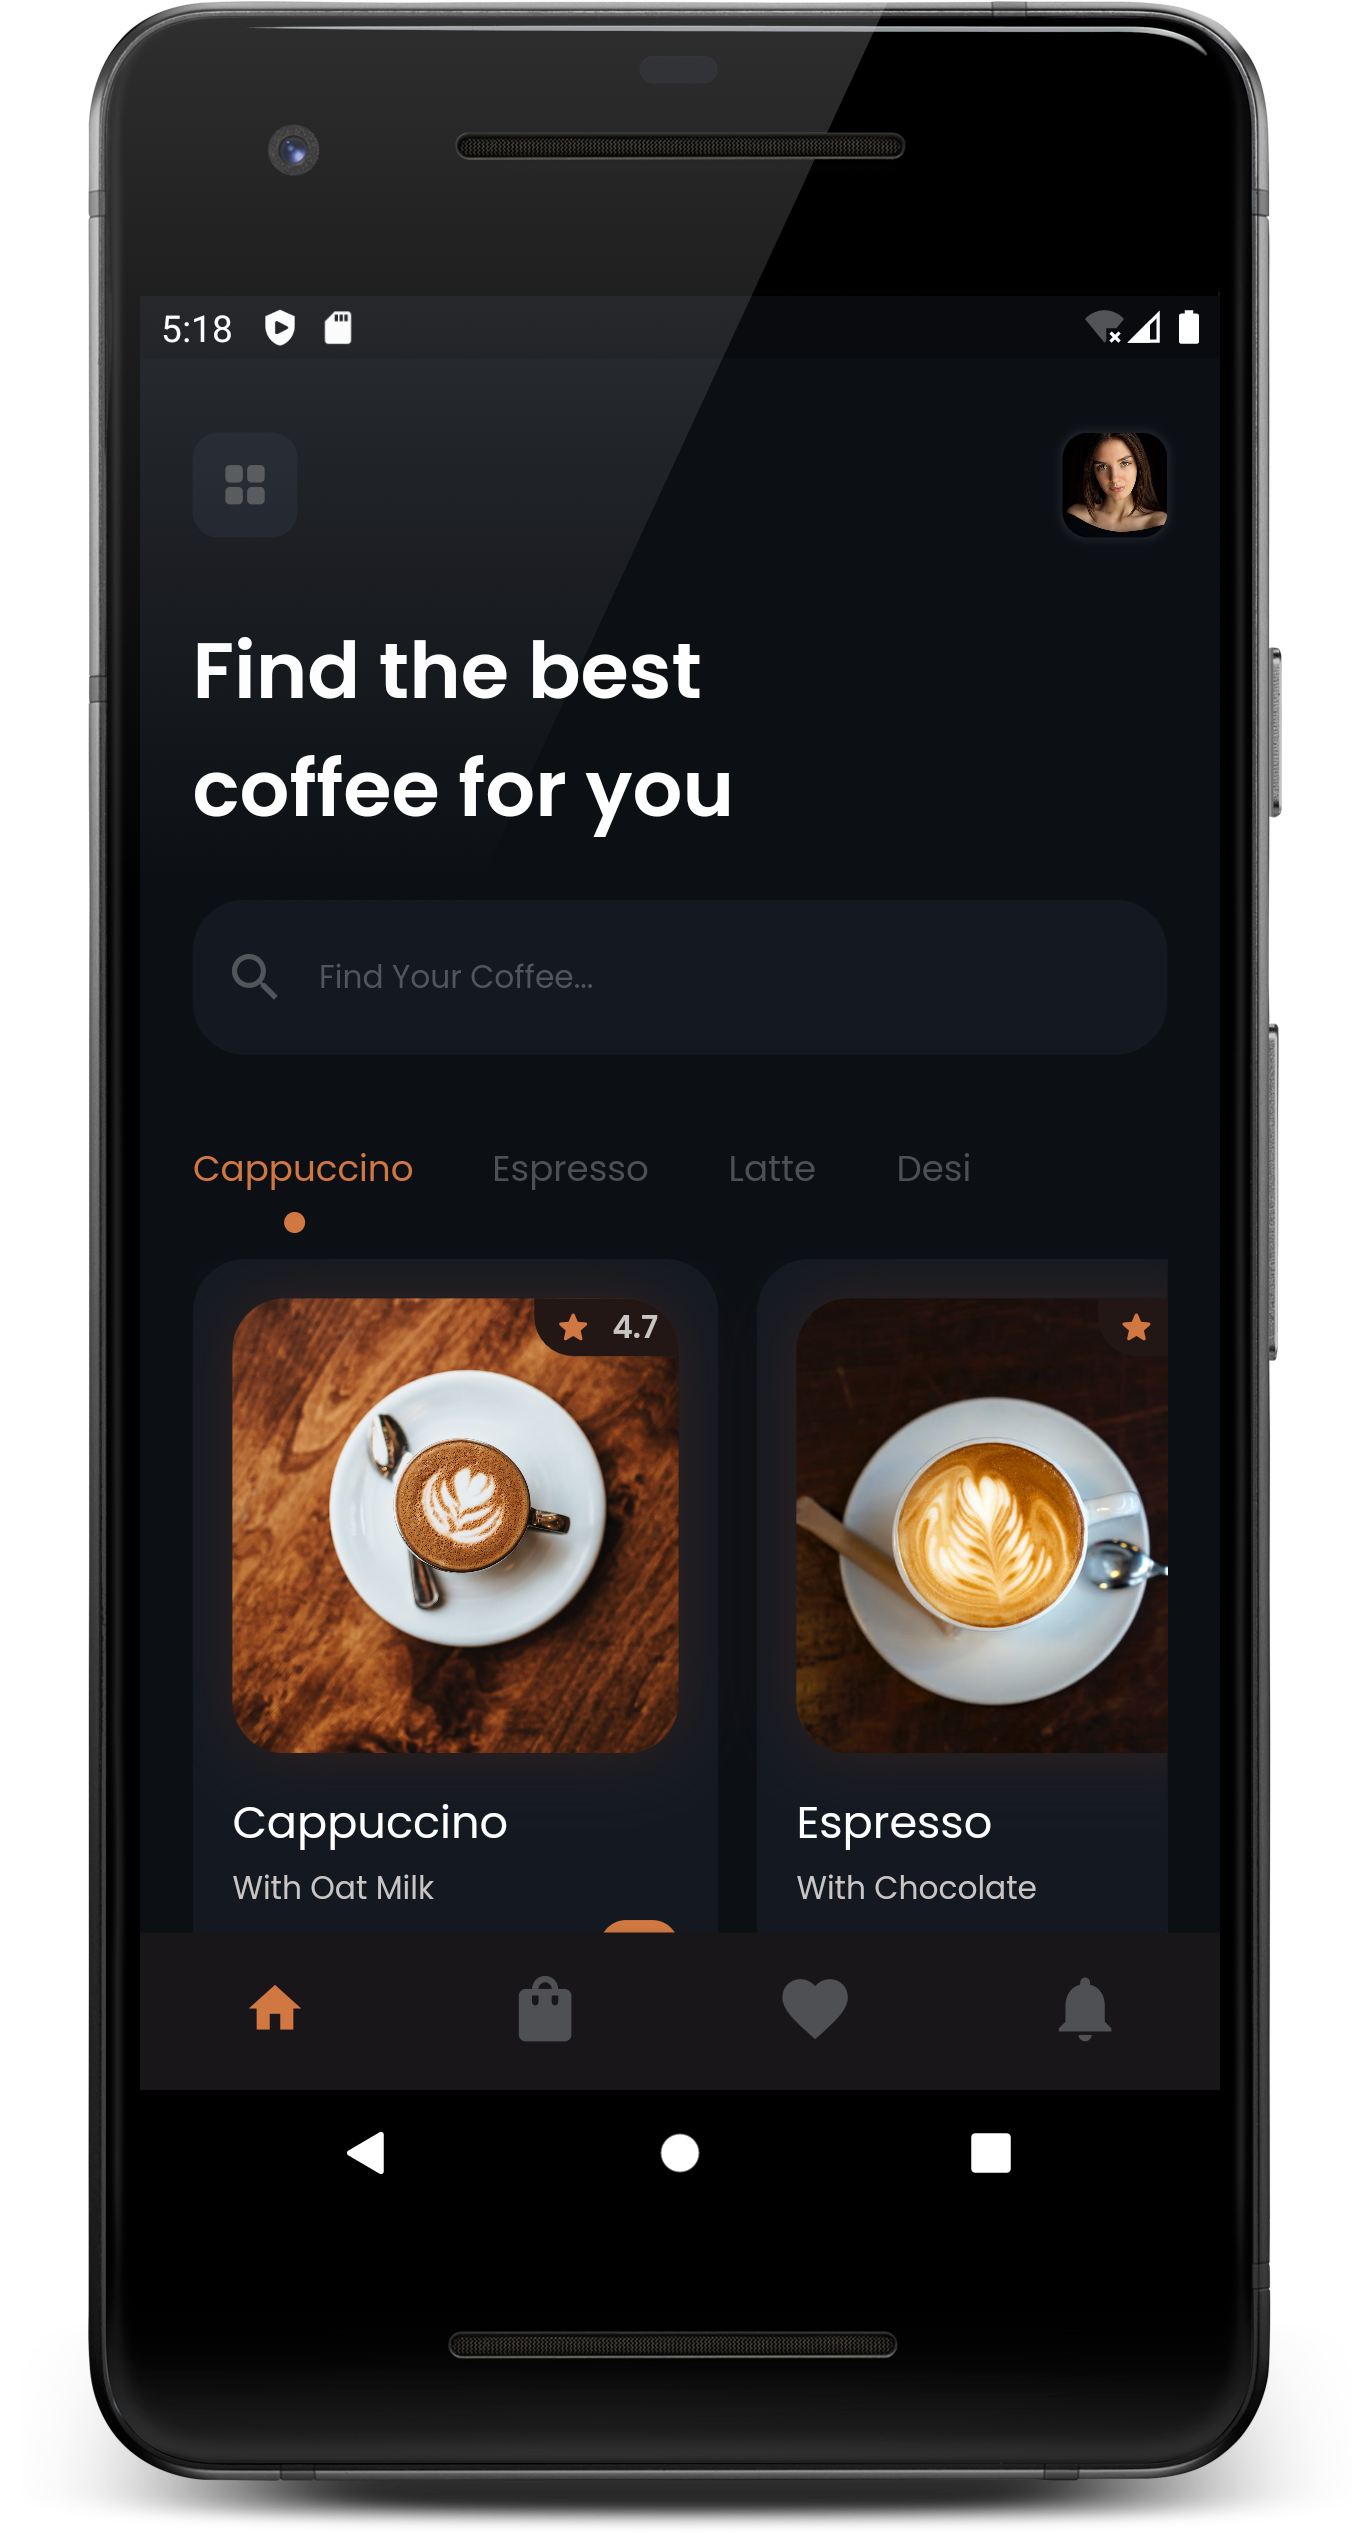 5:18
Find the best
coffee for you
Find Your Coffee...
Cappuccino Espresso Latte Desi
4.7
Cappuccino Espresso
With Oat Milk With Chocolate